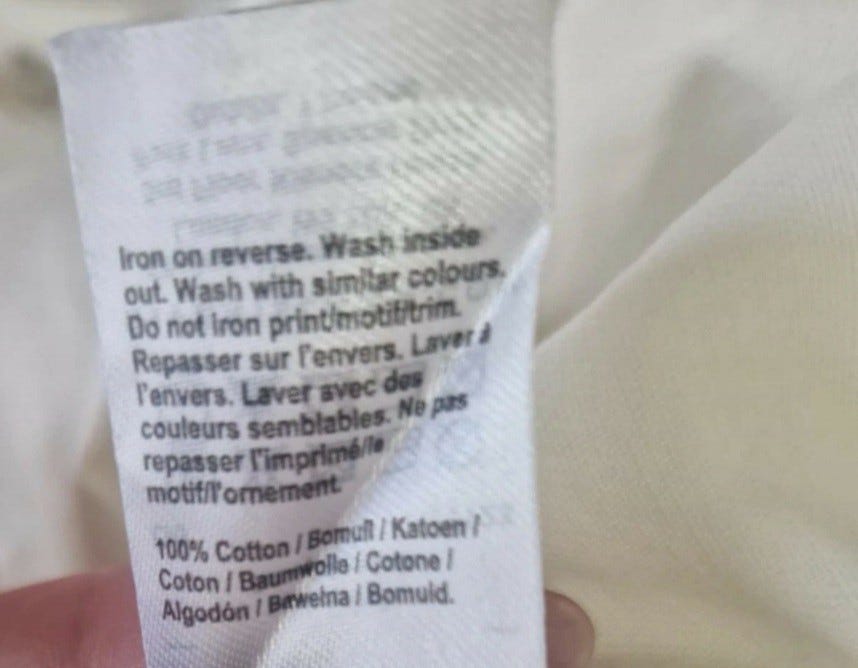 Iron on reverse. Wash inside
out. Wash with similar colours.
Do not iron print/motif/trim.
Repasser sur l'envers. Laver à
l'envers. Laver avec des
couleurs semblables. Ne pas
repasser l'imprimé/le
motif/l'ornement.
100% Cotton / Bomull / Katoen /
Coton / Baumwolle / Cotone /
Algodón / Bawełna / Bomuld.